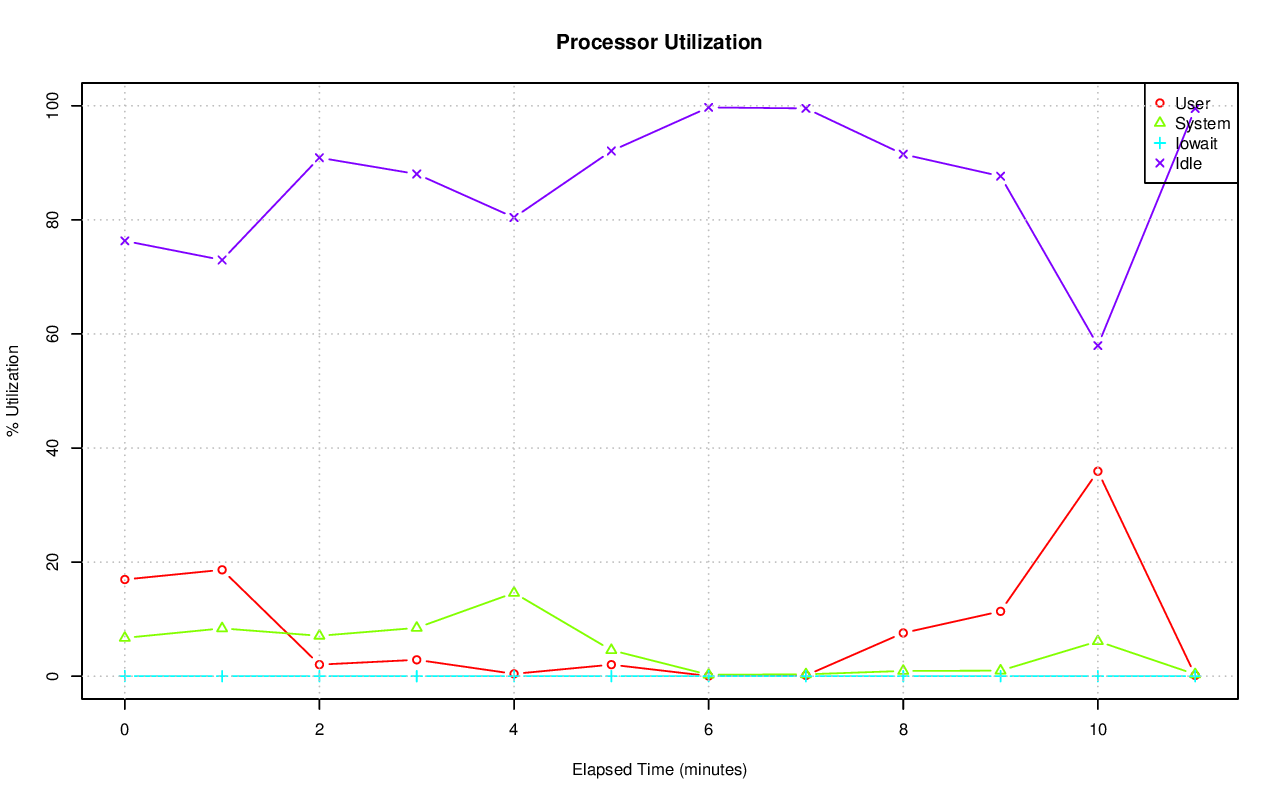 Processor Utilization
100
80
60
40
20
0
% Utilization
User
System
Iowait
Idle
0 2 4 6 8 10
Elapsed Time (minutes)